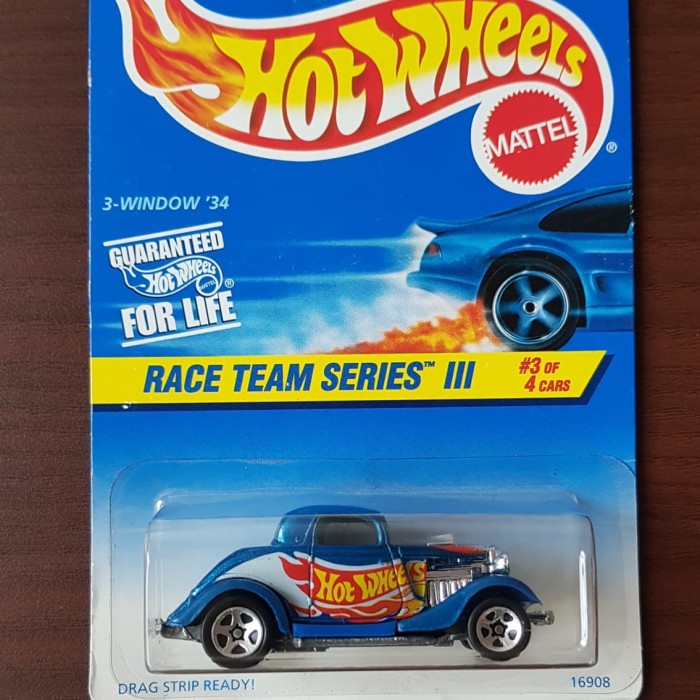 HOT WHEELS
MATTEL
®
3-WINDOW '34
GUARANTEED
Hot Wheels
MATTEL
®
FOR LIFE
RACE TEAM SERIES™ III
#3 OF
4 CARS
HOT WHEELS
DRAG STRIP READY!
16908